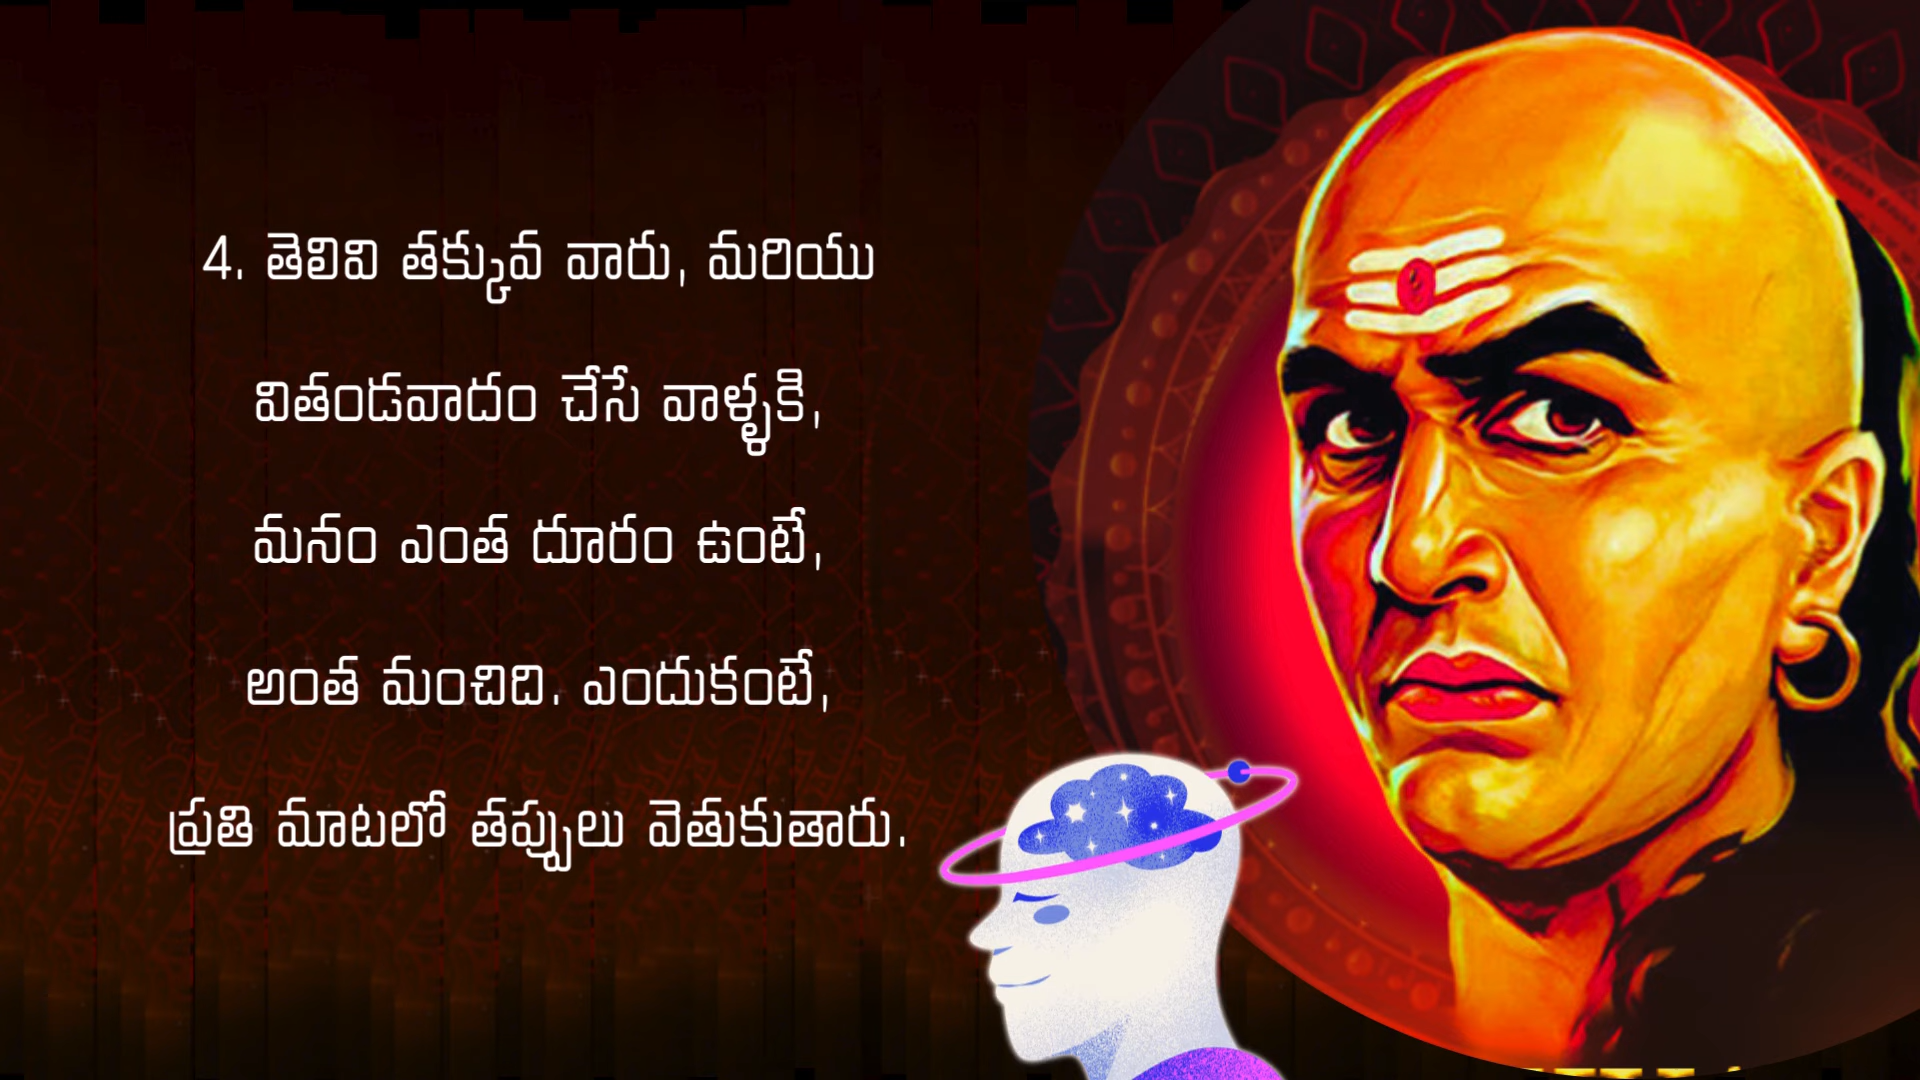 4. తెలివి తక్కువ వారు, మరియు
వితండవాదం చేసే వాళ్ళకి,
మనం ఎంత దూరం ఉంటే,
అంత మంచిది. ఎందుకంటే,
ప్రతి మాటలో తప్పులు వెతుకుతారు.